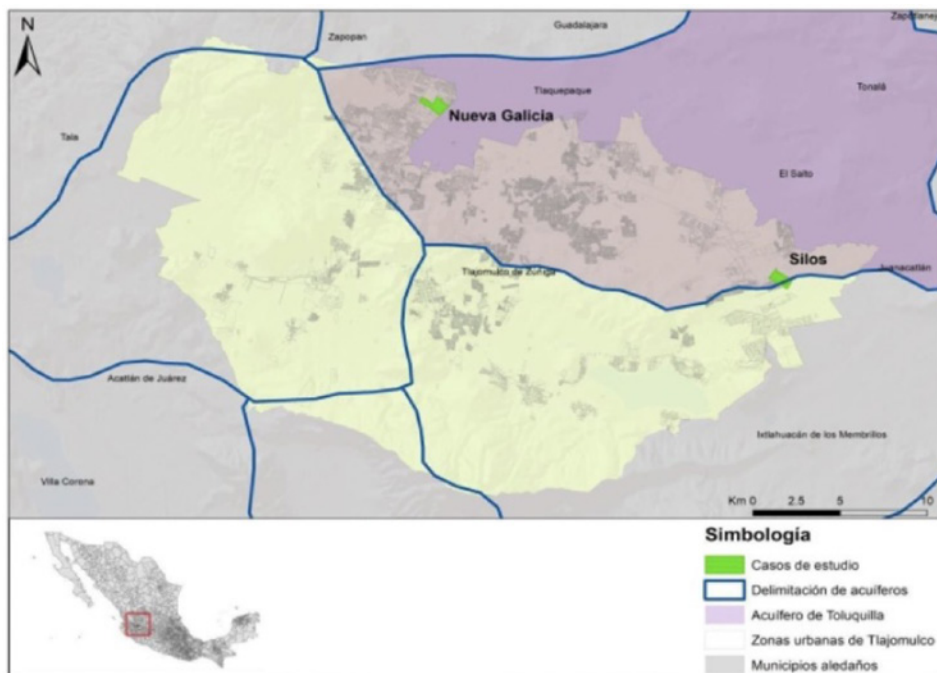 N
Zapopan
Guadalajara
Tlaquepaque
Tonalá
Nueva Galicia
Tala
El Salto
Silos
Tlajomulco de Zúñiga
Juanacatlán
Acatlán de Juárez
Ixtlahuacán de los Membrillos
Villa Corona
Km 0 2.5 5 10
Simbología
Casos de estudio
Delimitación de acuíferos
Acuífero de Toluquilla
Zonas urbanas de Tlajomulco
Municipios aledaños